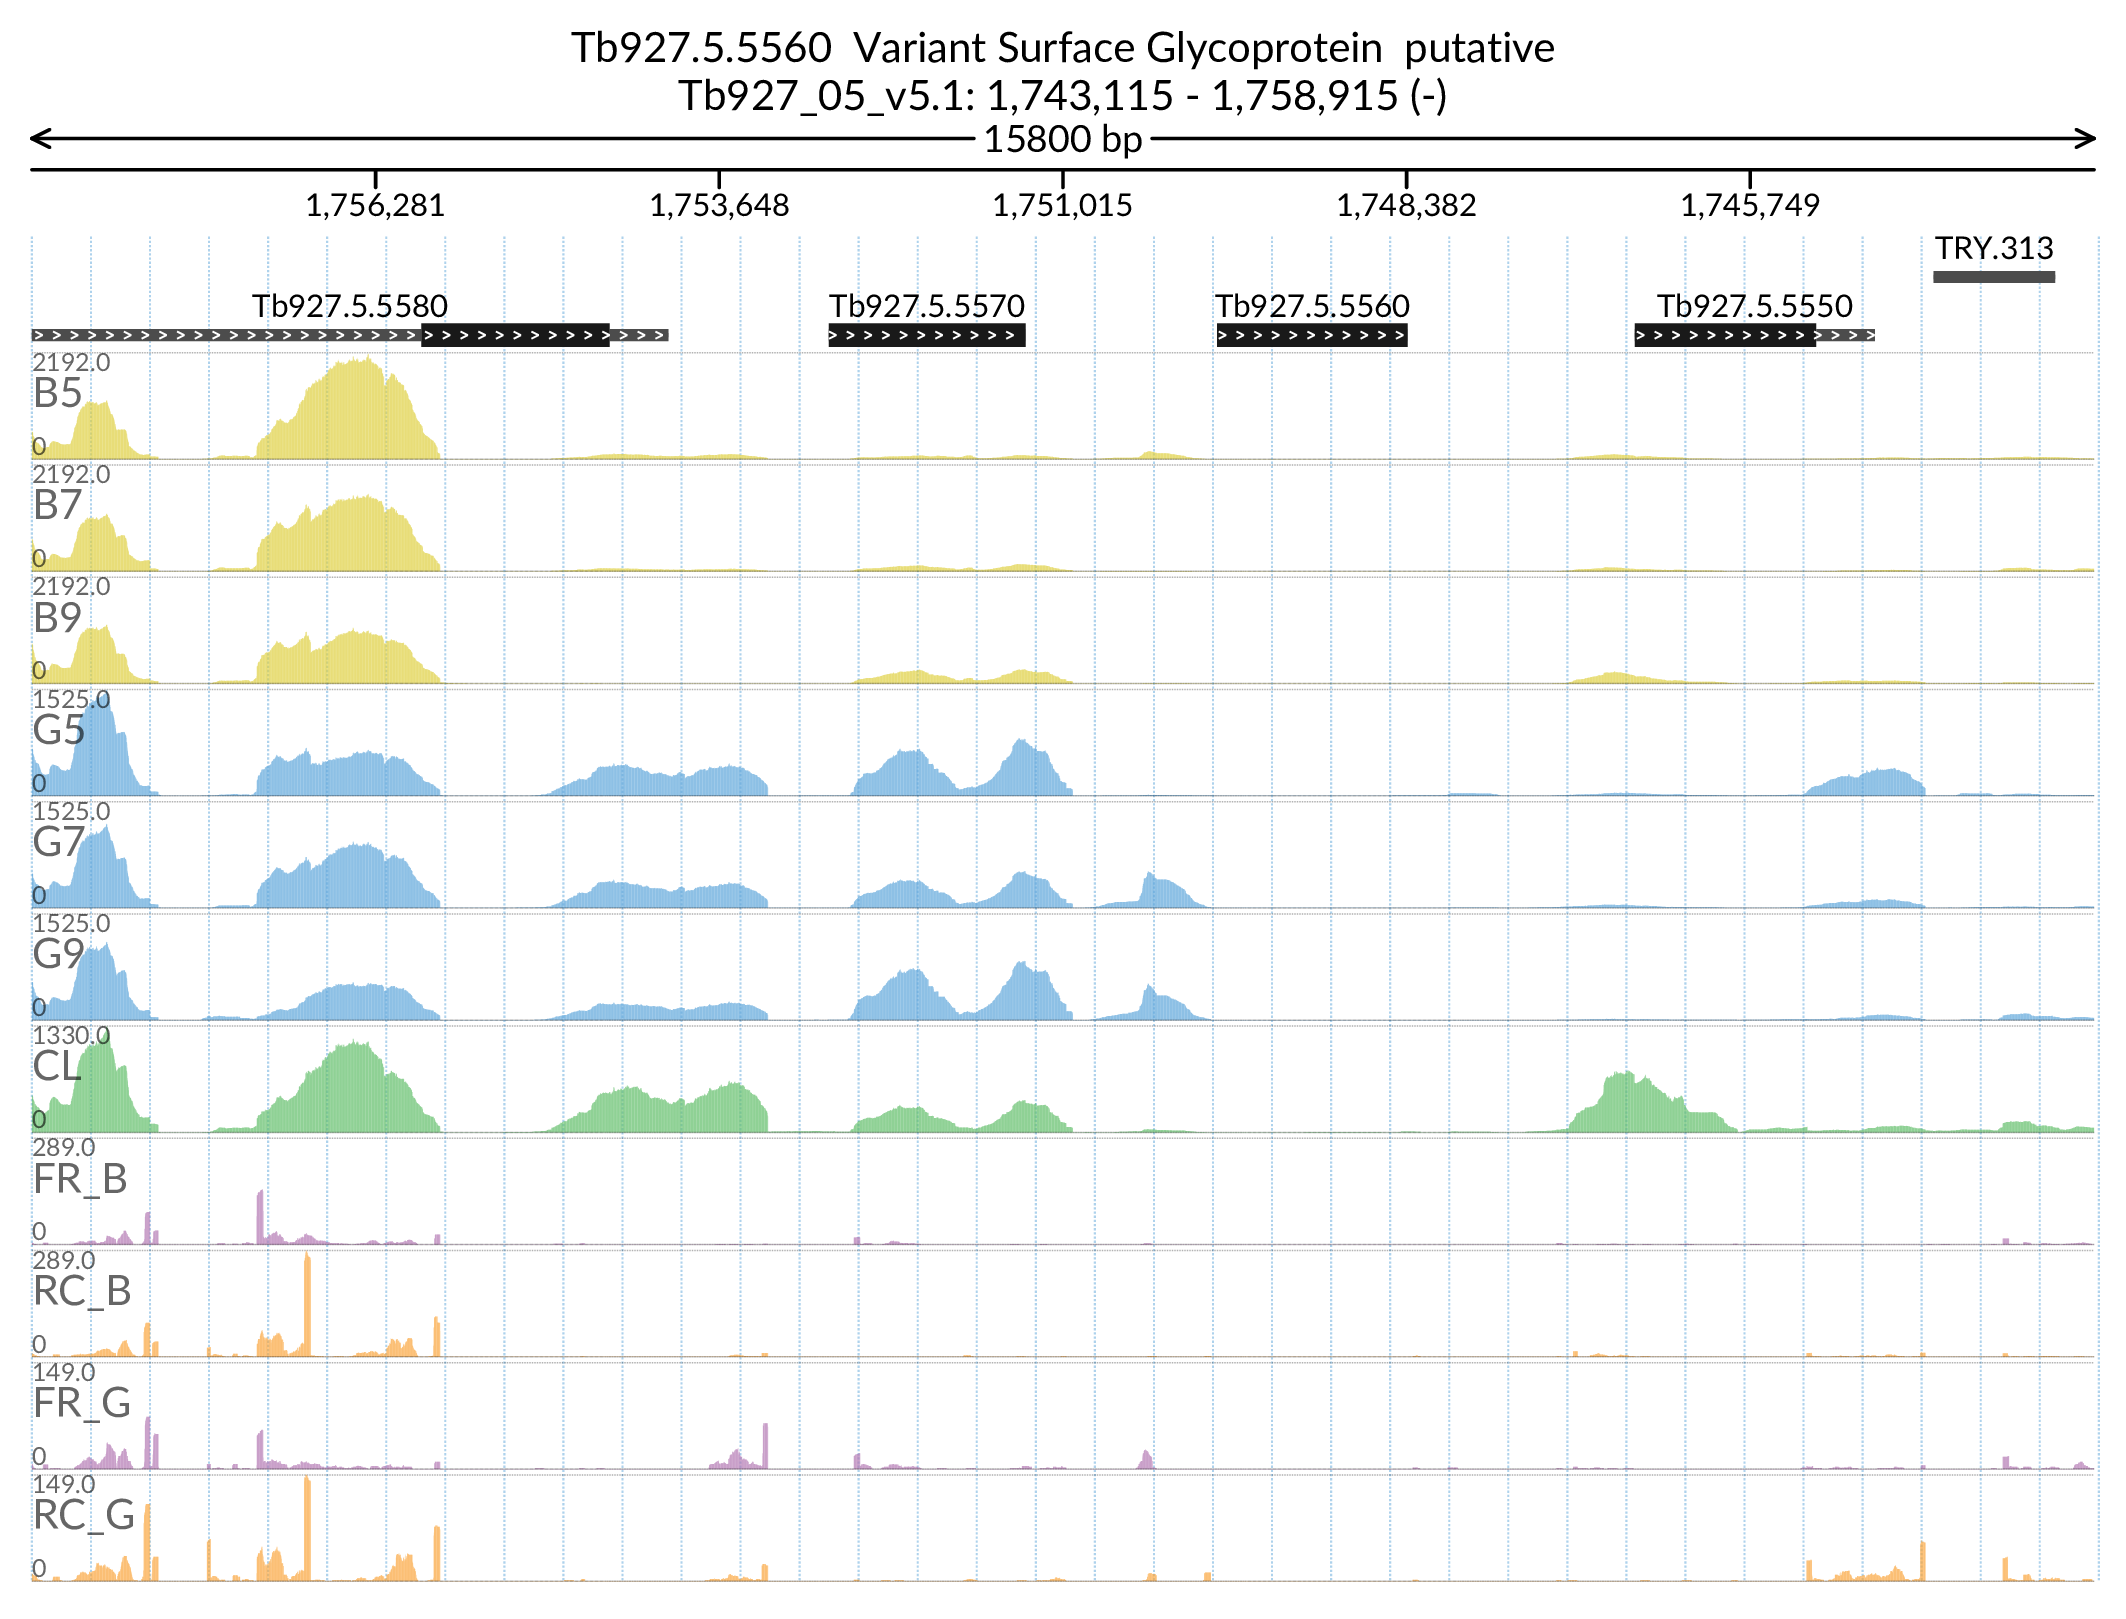 Tb927.5.5560 Variant Surface Glycoprotein putative
Tb927_05_v5.1: 1,743,115 - 1,758,915 (-)
15800 bp
1,756,281 1,753,648 1,751,015 1,748,382 1,745,749
TRY.313
Tb927.5.5580 Tb927.5.5570 Tb927.5.5560 Tb927.5.5550
2192.0
B5
0
2192.0
B7
0
2192.0
B9
0
1525.0
G5
0
1525.0
G7
0
1525.0
G9
0
1330.0
CL
0
289.0
FR_B
0
289.0
RC_B
0
149.0
FR_G
0
149.0
RC_G
0